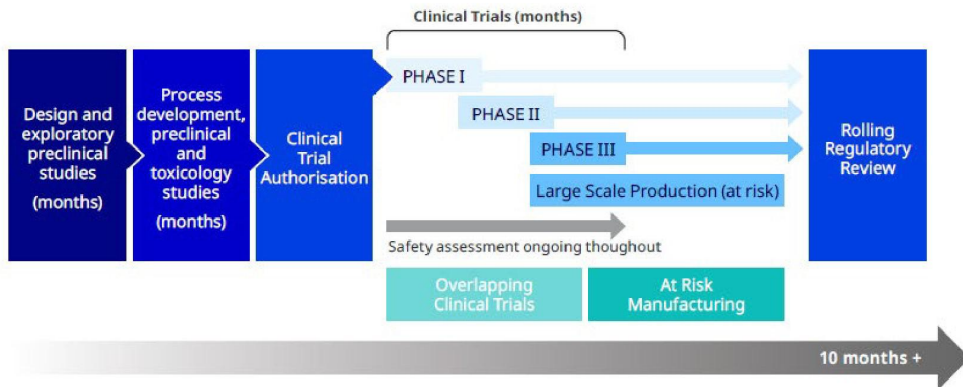 Clinical Trials (months)
Design and
exploratory
preclinical
studies
(months)
Process
development,
preclinical
and
toxicology
studies
(months)
Clinical
Trial
Authorisation
PHASE I
PHASE II
PHASE III
Large Scale Production (at risk)
Safety assessment ongoing thoughout
Overlapping
Clinical Trials
At Risk
Manufacturing
Rolling
Regulatory
Review
10 months +